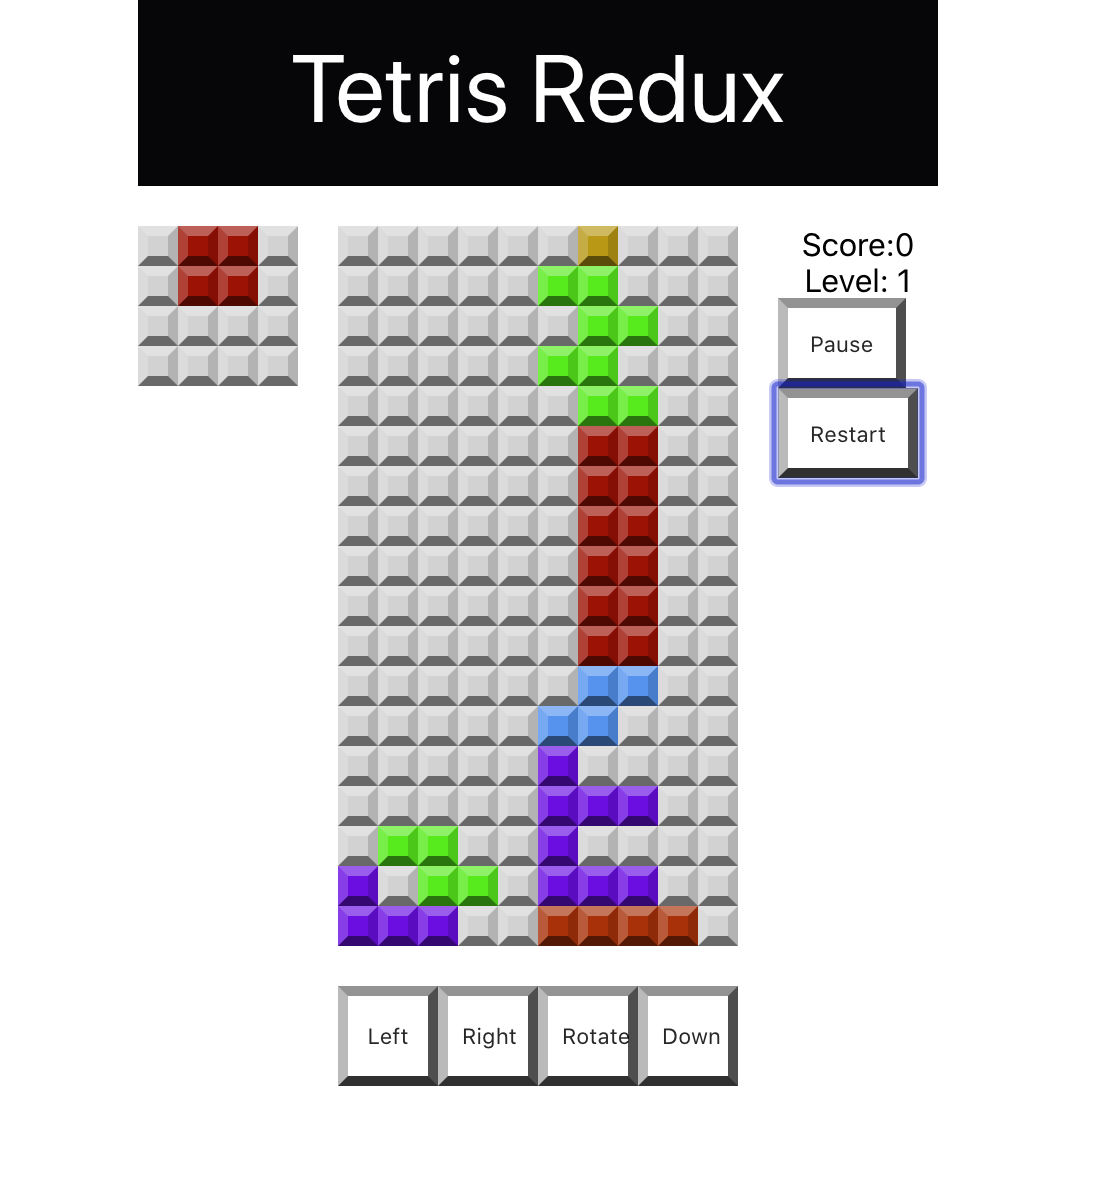 Tetris Redux
Score:0
Level: 1
Pause
Restart
Left
Right
Rotate
Down